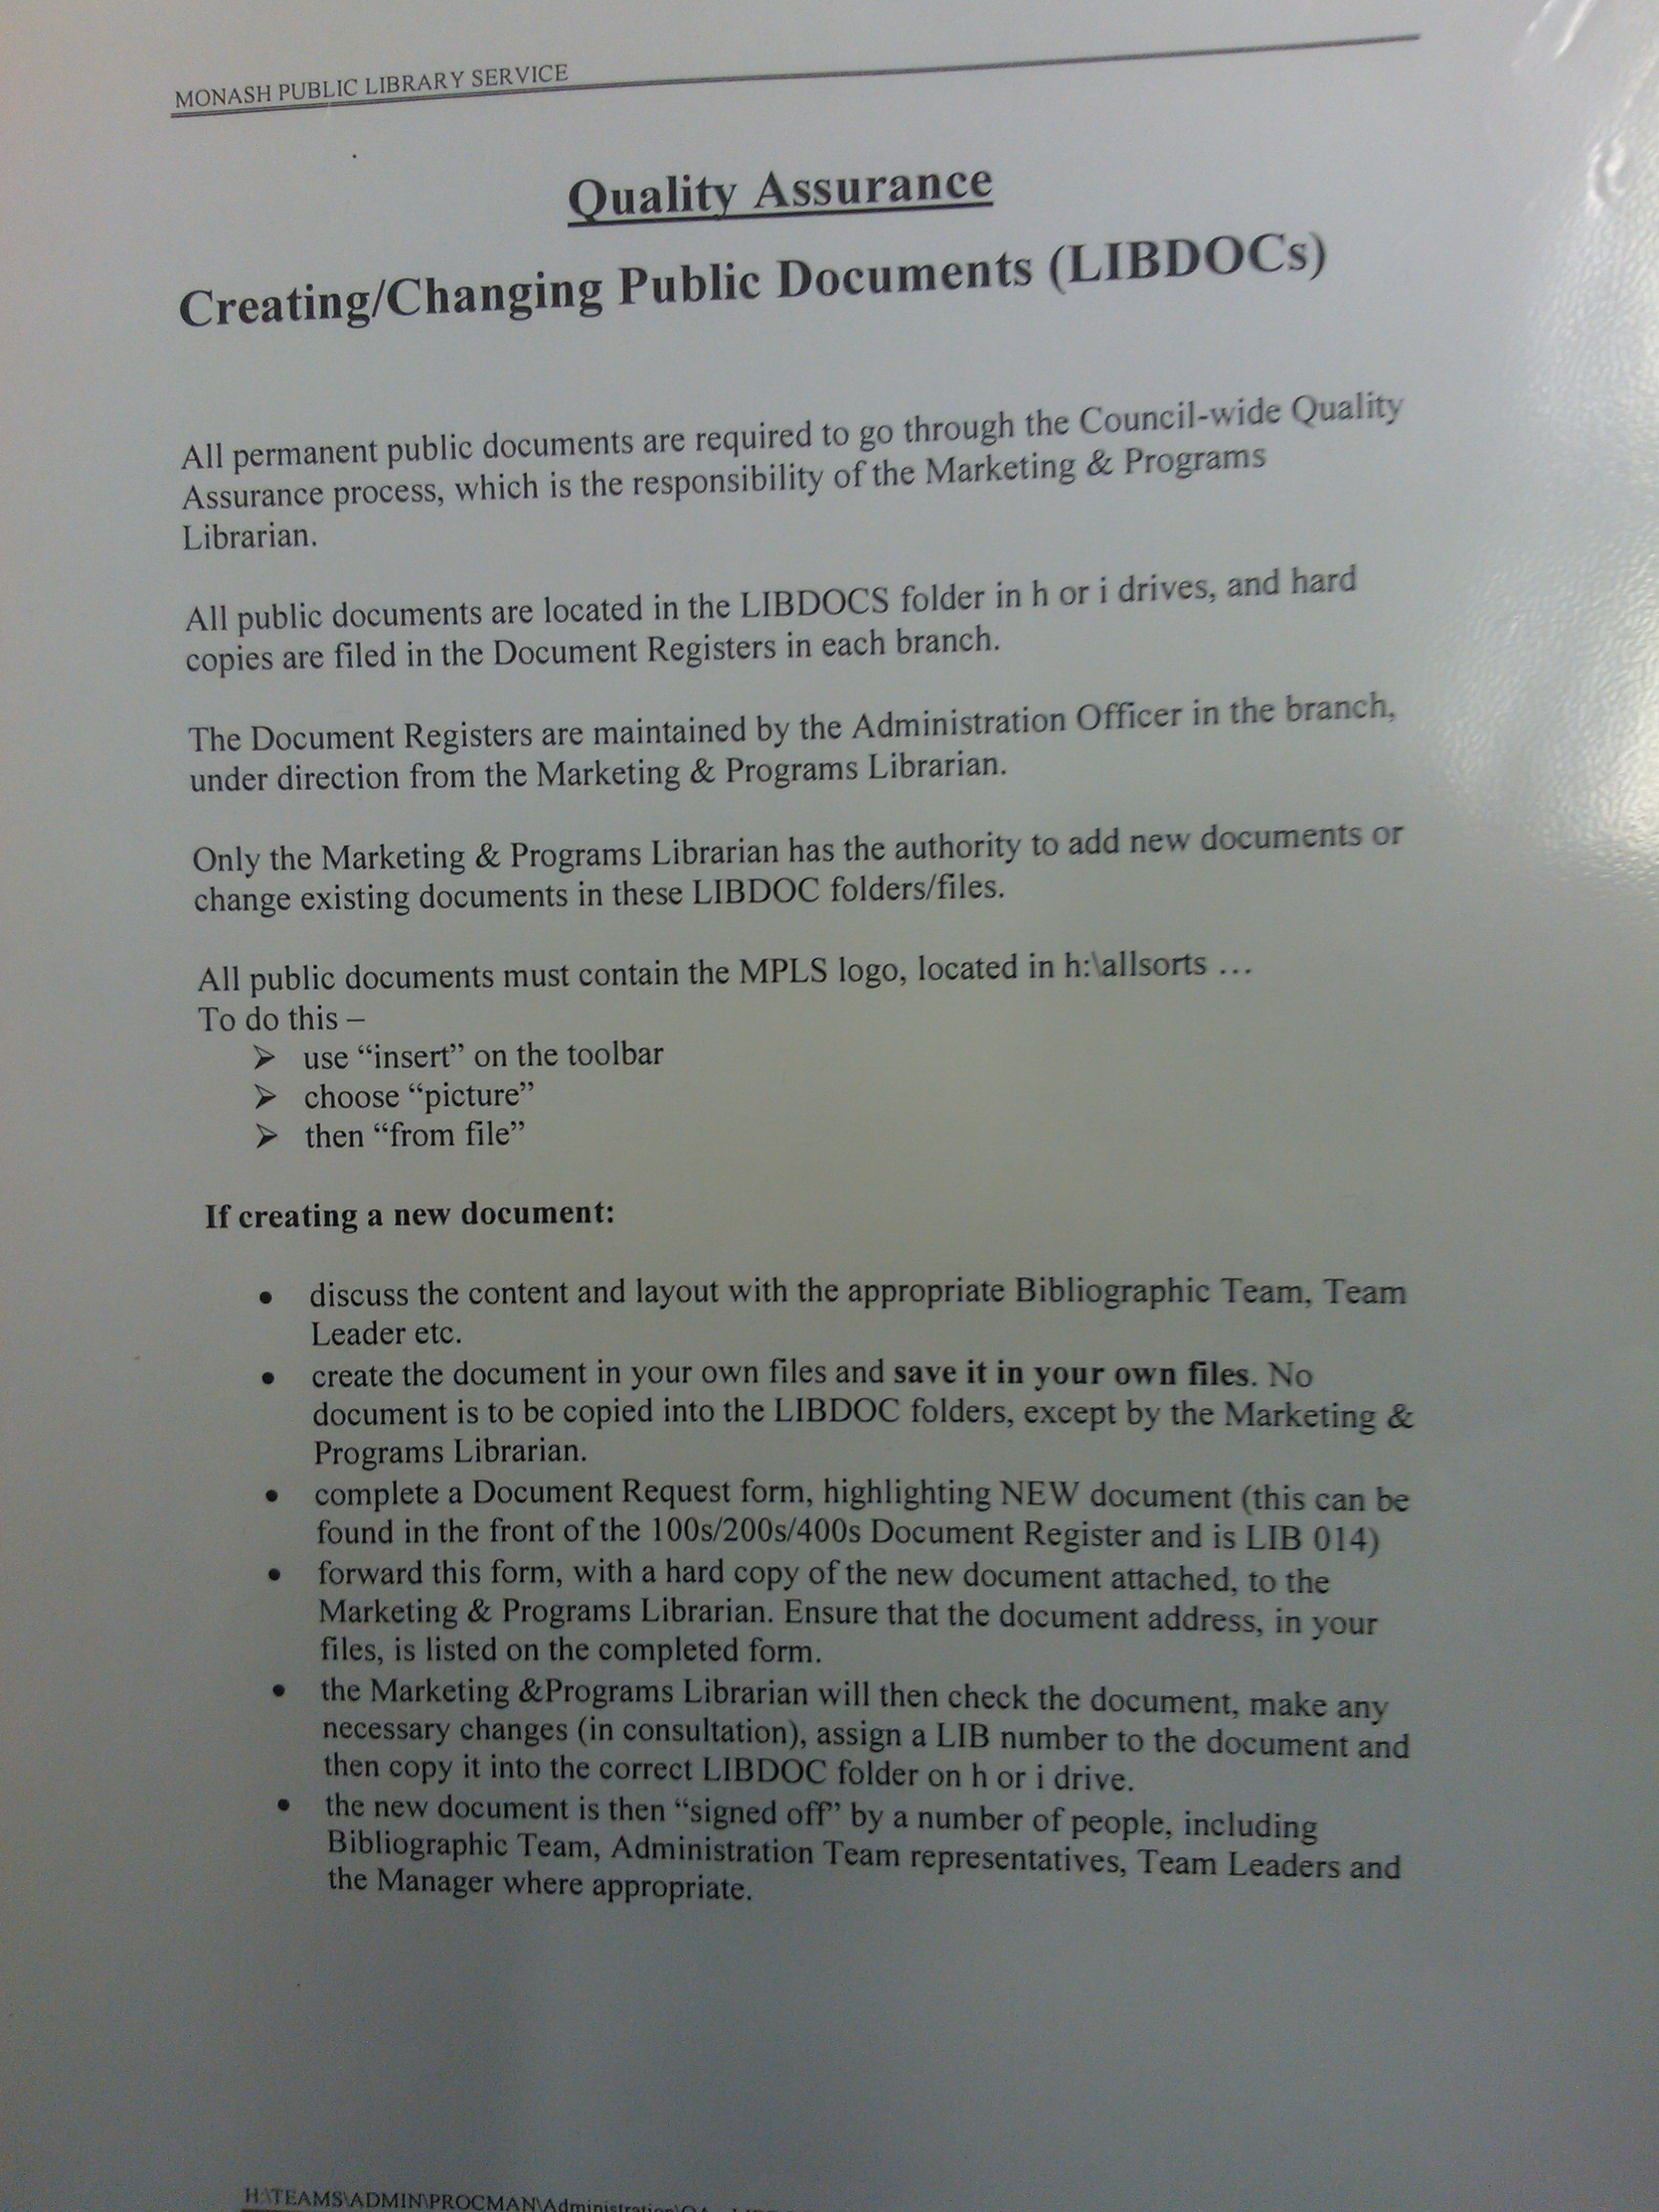 MONASH PUBLIC LIBRARY SERVICE
Quality Assurance
Creating/Changing Public Documents (LIBDOCs)
All permanent public documents are required to go through the Council-wide Quality
Assurance process, which is the responsibility of the Marketing & Programs
Librarian.
All public documents are located in the LIBDOCS folder in h or i drives, and hard
copies are filed in the Document Registers in each branch.
The Document Registers are maintained by the Administration Officer in the branch,
under direction from the Marketing & Programs Librarian.
Only the Marketing & Programs Librarian has the authority to add new documents or
change existing documents in these LIBDOC folders/files.
All public documents must contain the MPLS logo, located in h:\allsorts …
To do this –
➢ use “insert” on the toolbar
➢ choose “picture”
➢ then “from file”
If creating a new document:
• discuss the content and layout with the appropriate Bibliographic Team, Team
Leader etc.
• create the document in your own files and save it in your own files. No
document is to be copied into the LIBDOC folders, except by the Marketing &
Programs Librarian.
• complete a Document Request form, highlighting NEW document (this can be
found in the front of the 100s/200s/400s Document Register and is LIB 014)
• forward this form, with a hard copy of the new document attached, to the
Marketing & Programs Librarian. Ensure that the document address, in your
files, is listed on the completed form.
• the Marketing &Programs Librarian will then check the document, make any
necessary changes (in consultation), assign a LIB number to the document and
then copy it into the correct LIBDOC folder on h or i drive.
• the new document is then “signed off” by a number of people, including
Bibliographic Team, Administration Team representatives, Team Leaders and
the Manager where appropriate.
H:\TEAMS\ADMIN\PROCMAN\Administration\QA